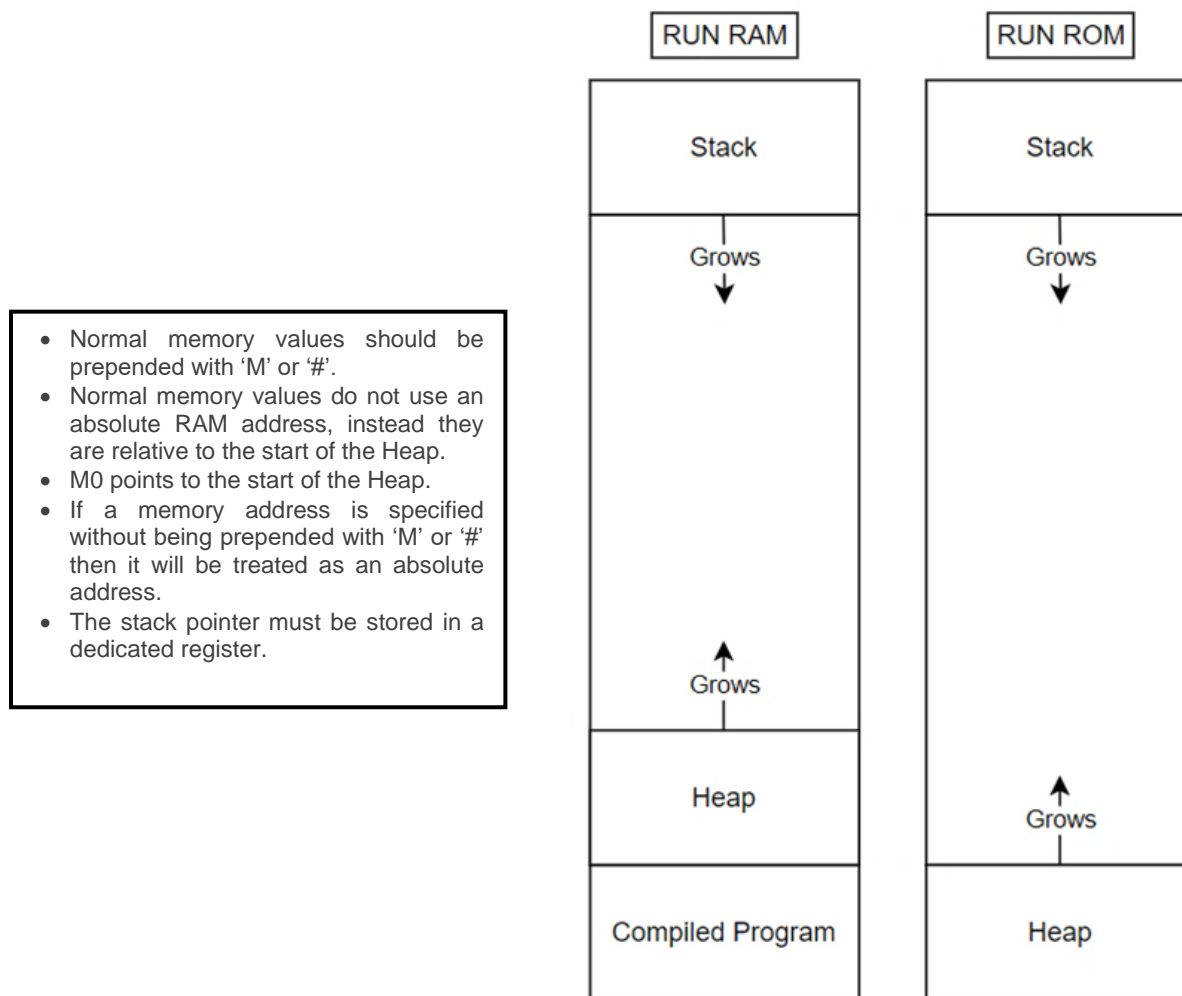 • Normal memory values should be
prepended with ‘M’ or ‘#’.
• Normal memory values do not use an
absolute RAM address, instead they
are relative to the start of the Heap.
• M0 points to the start of the Heap.
• If a memory address is specified
without being prepended with ‘M’ or ‘#’
then it will be treated as an absolute
address.
• The stack pointer must be stored in a
dedicated register.
RUN RAM
Stack
Grows
Grows
Heap
Compiled Program
RUN ROM
Stack
Grows
Grows
Heap